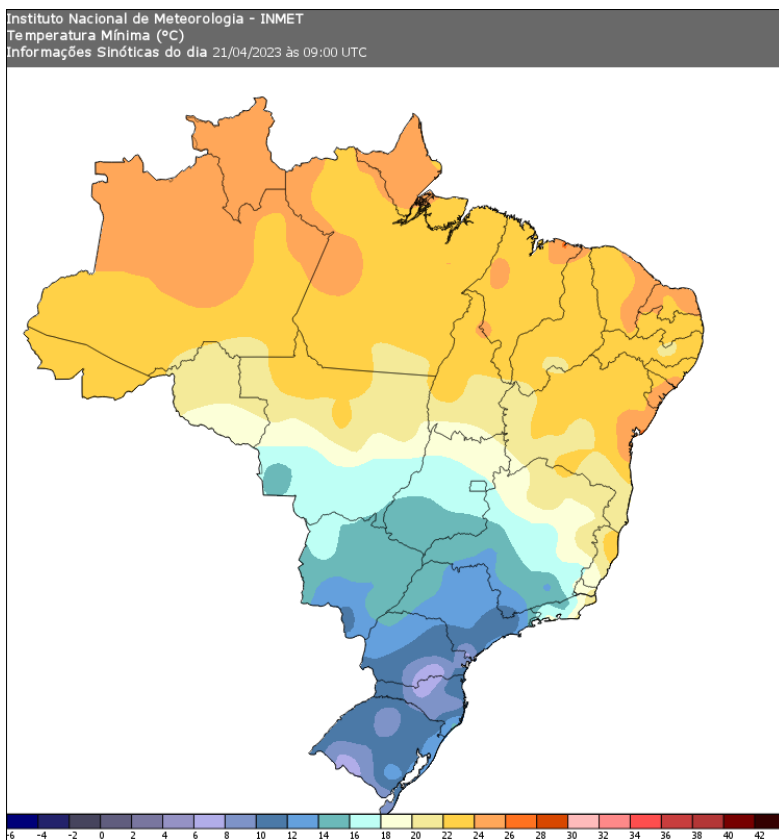 Instituto Nacional de Meteorologia - INMET
Temperatura Mínima (ºC)
Informações Sinóticas do dia 21/04/2023 às 09:00 UTC
-6 -4 -2 0 2 4 6 8 10 12 14 16 18 20 22 24 26 28 30 32 34 36 38 40 42